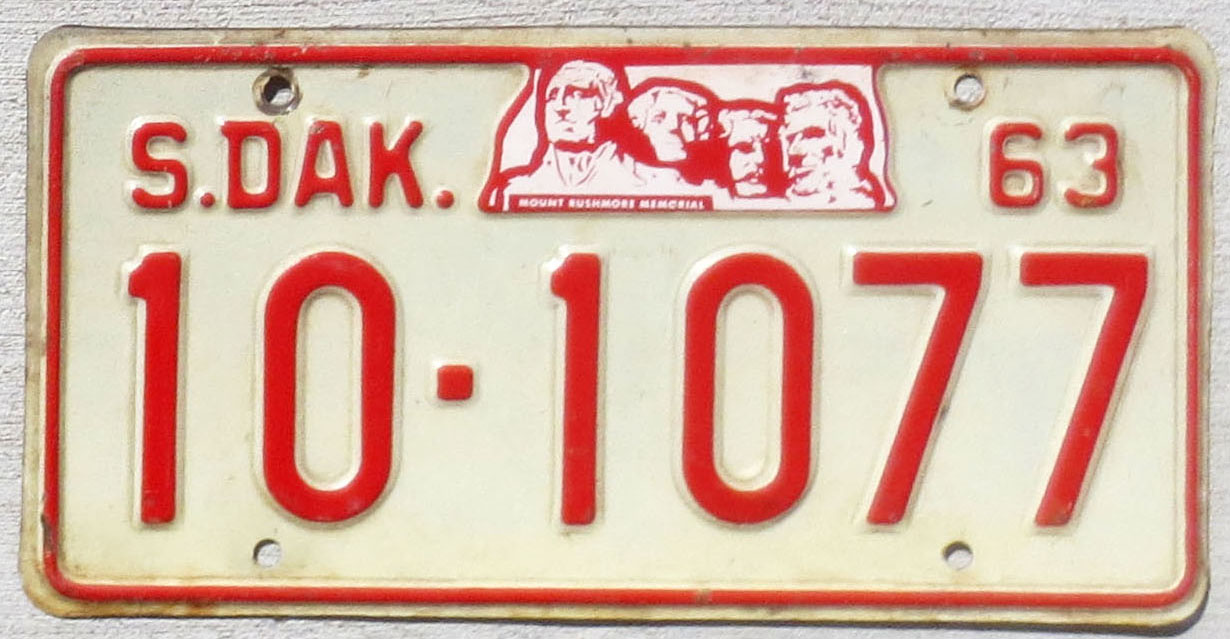 S.DAK. 63
MOUNT RUSHMORE MEMORIAL
10-1077